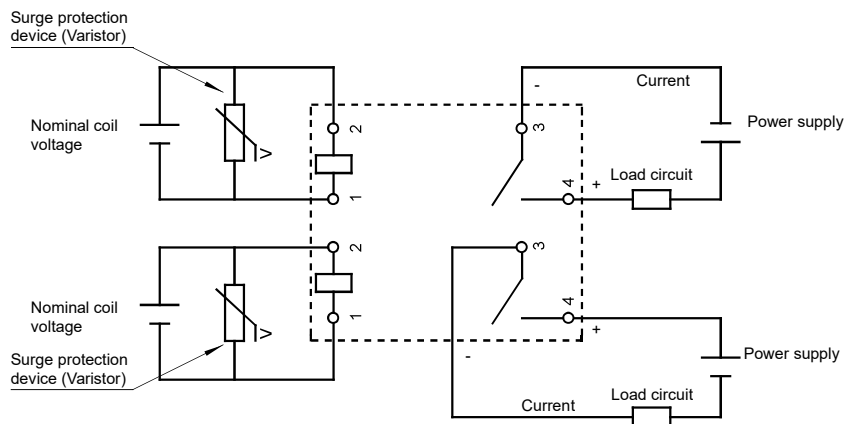 Surge protection
device (Varistor)
Nominal coil
voltage
V
2
1
3
-
Current
Power supply
Load circuit
4
+
Nominal coil
voltage
V
Surge protection
device (Varistor)
2
1
3
4
+
-
Power supply
Load circuit
Current